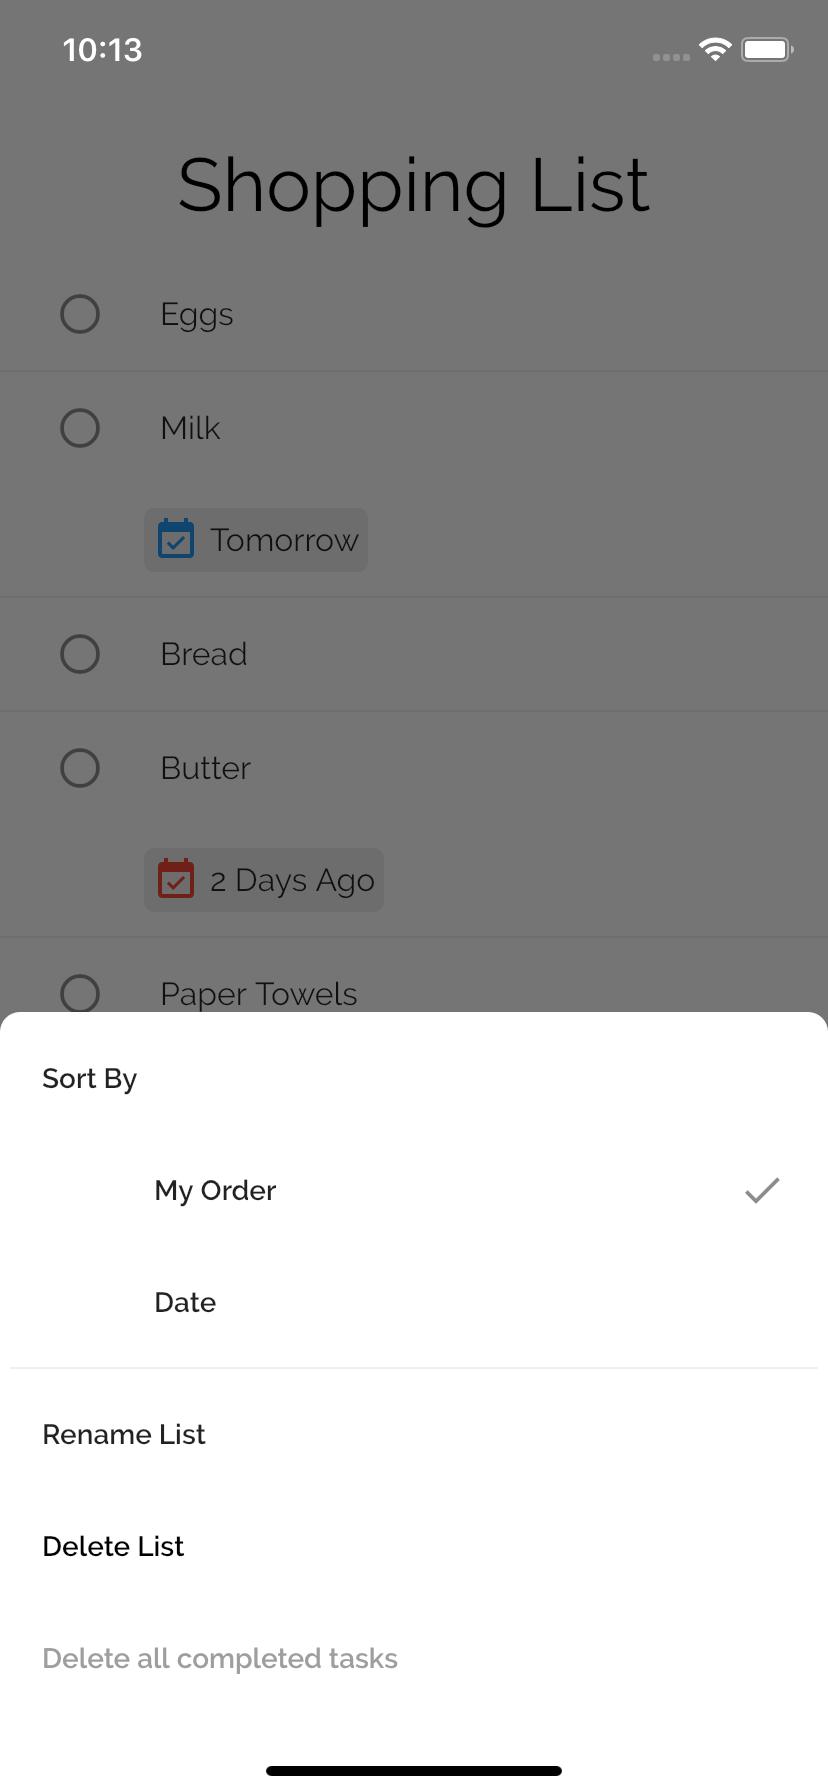 10:13
Shopping List
Eggs
Milk
Tomorrow
Bread
Butter
2 Days Ago
Paper Towels
Sort By
My Order
Date
Rename List
Delete List
Delete all completed tasks